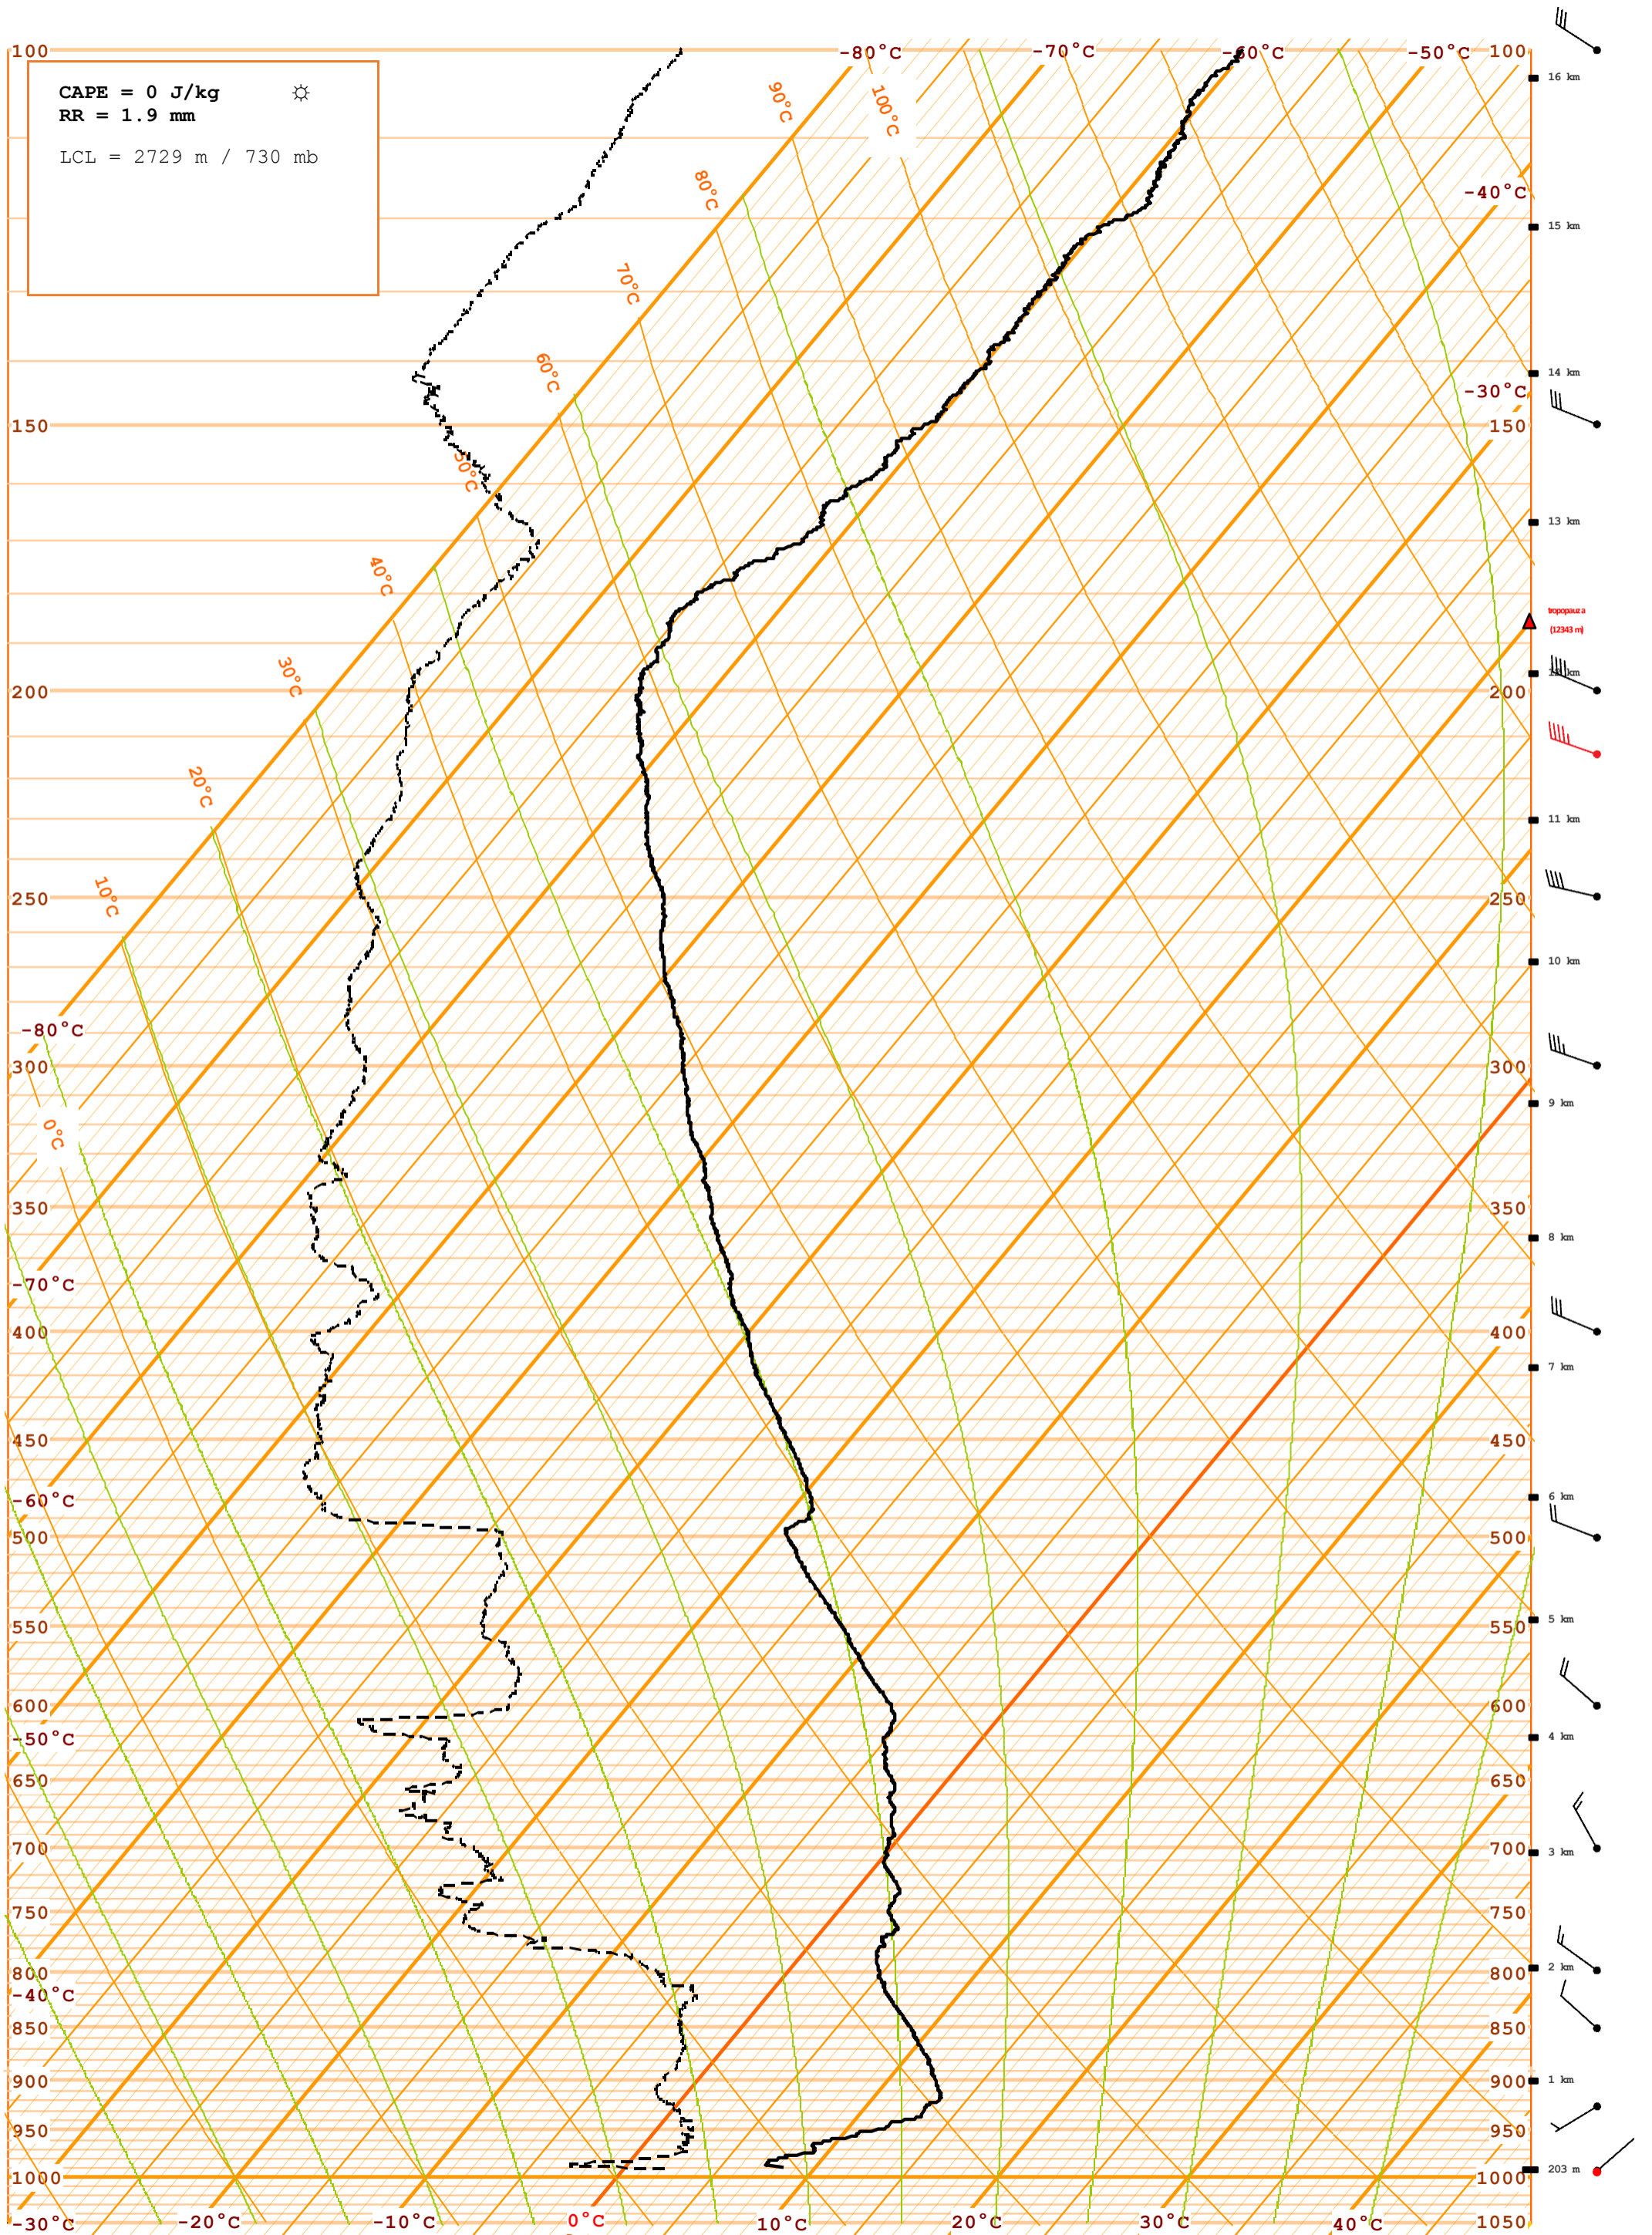 100 -80°C -70°C -60°C -50°C 100
16 km
CAPE = 0 J/kg
RR = 1.9 mm
90°C 100°C
LCL = 2729 m / 730 mb
80°C -40°C
15 km
70°C
60°C 14 km
-30°C
150 150
50°C
13 km
40°C
tropopauza
(12343 m)
30°C
200 200
20°C
11 km
10°C
250 250
10 km
-80°C
300 300
9 km
0°C
350 350
8 km
-70°C
400 400
7 km
450 450
-60°C 6 km
500 500
550 550
5 km
600 600
-50°C 4 km
650 650
700 700
3 km
750 750
800 800
2 km
-40°C
850 850
900 900
1 km
950 950
203 m
1000 1000
-30°C -20°C -10°C 0°C 10°C 20°C 30°C 40°C 1050